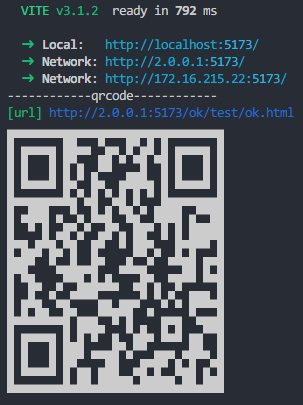 VITE v3.1.2 ready in 792 ms
➜ Local: http://localhost:5173/
➜ Network: http://2.0.0.1:5173/
➜ Network: http://172.16.215.22:5173/
------------qrcode------------
[url] http://2.0.0.1:5173/ok/test/ok.html